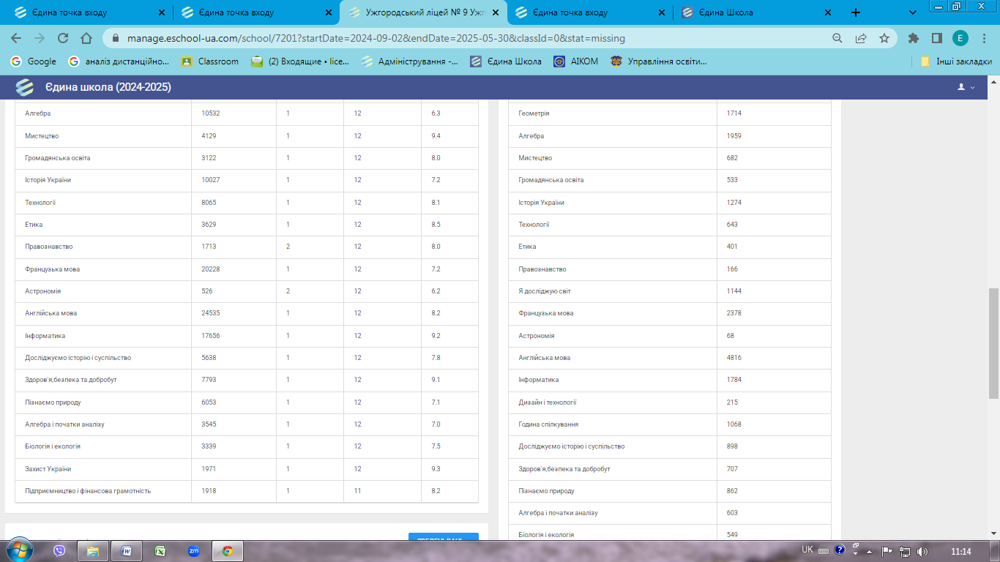 Єдина точка входу
Єдина точка входу
Ужгородський ліцей № 9 Ужг
Єдина точка входу
Єдина Школа
manage.eschool-ua.com/school/7201?startDate=2024-09-02&endDate=2025-05-30&classId=0&stat=missing
E
Google
аналіз дистанційно...
Classroom
(2) Входящие • lice...
Адміністрування -...
Єдина Школа
АІКОМ
Управління освіти...
Інші закладки
Єдина школа (2024-2025)
Алгебра 10532 1 12 6.3
Мистецтво 4129 1 12 9.4
Громадянська освіта 3122 1 12 8.0
Історія України 10027 1 12 7.2
Технології 8065 1 12 8.1
Етика 3629 1 12 8.5
Правознавство 1713 2 12 8.0
Французька мова 20228 1 12 7.2
Астрономія 526 2 12 6.2
Англійська мова 24535 1 12 8.2
Інформатика 17656 1 12 9.2
Досліджуємо історію і суспільство 5638 1 12 7.8
Здоров'я,безпека та добробут 7793 1 12 9.1
Пізнаємо природу 6053 1 12 7.1
Алгебра і початки аналізу 3545 1 12 7.0
Біологія і екологія 3339 1 12 7.5
Захист України 1971 1 12 9.3
Підприємництво і фінансова грамотність 1918 1 11 8.2
Геометрія 1714
Алгебра 1959
Мистецтво 682
Громадянська освіта 533
Історія України 1274
Технології 643
Етика 401
Правознавство 166
Я досліджую світ 1144
Французька мова 2378
Астрономія 68
Англійська мова 4816
Інформатика 1784
Дизайн і технології 215
Година спілкування 1068
Досліджуємо історію і суспільство 898
Здоров'я,безпека та добробут 707
Пізнаємо природу 862
Алгебра і початки аналізу 603
Біологія і екологія 549
zm
UK
11:14